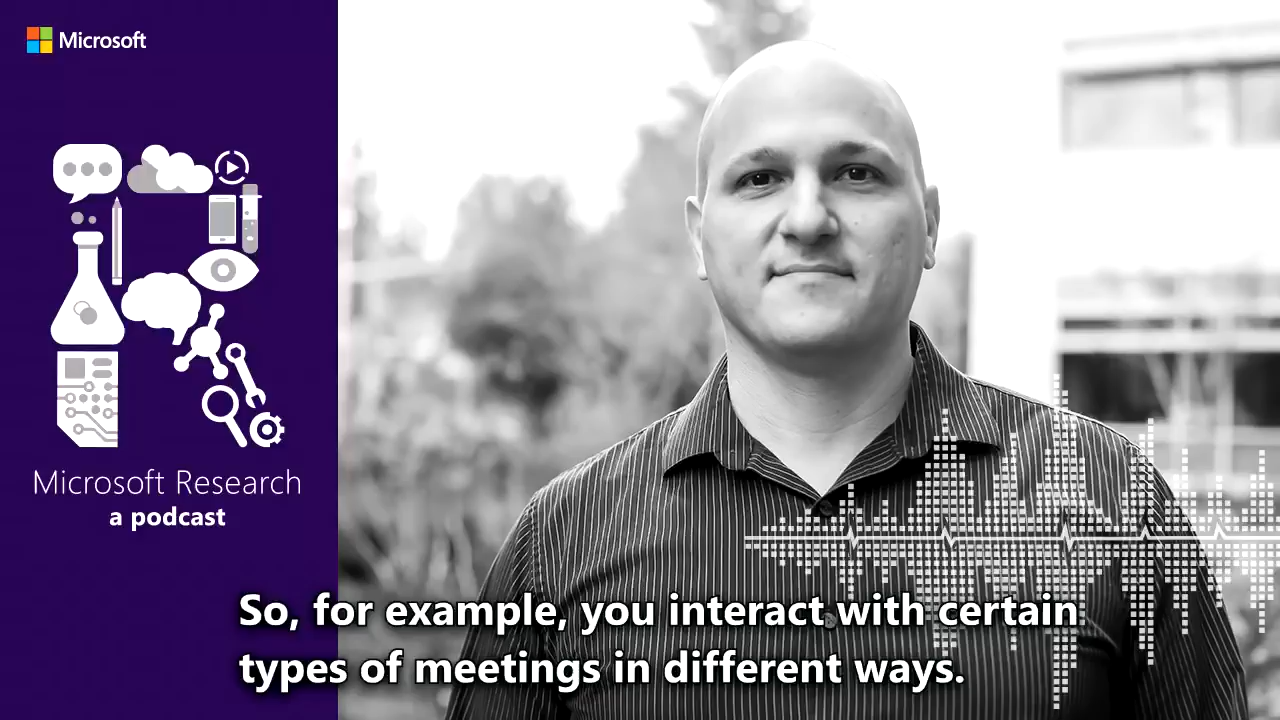 Microsoft
Microsoft Research
a podcast
So, for example, you interact with certain
types of meetings in different ways.